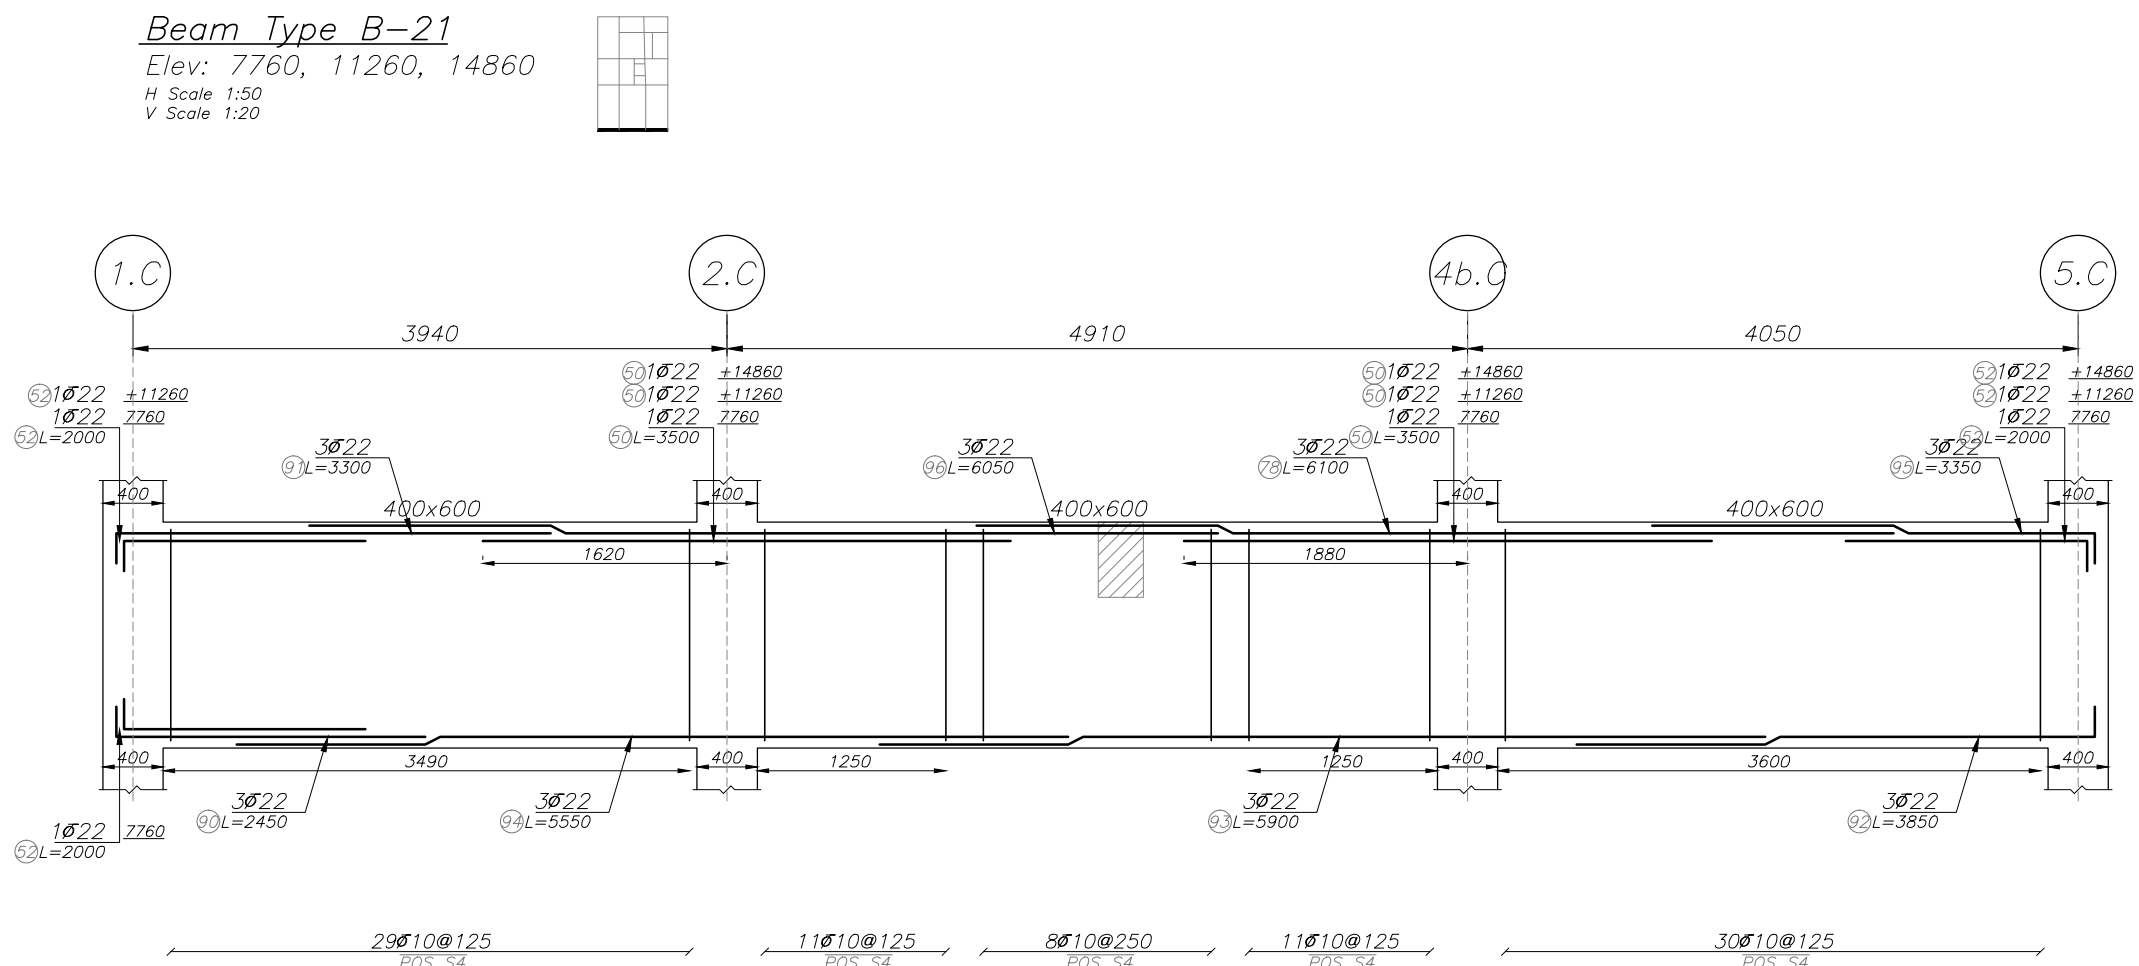 Beam Type B-21
Elev: 7760, 11260, 14860
H Scale 1:50
V Scale 1:20
1.C 2.C 4b.C 5.C
3940 4910 4050
50 1ø22 +14860 50 1ø22 +14860 52 1ø22 +14860
52 1ø22 +11260 50 1ø22 +11260 50 1ø22 +11260 52 1ø22 +11260
1ø22 7760 1ø22 7760 1ø22 7760 1ø22 7760
52 L=2000 50 L=3500 50 L=3500 52 L=2000
3ø22 3ø22 3ø22 3ø22
91 L=3300 96 L=6050 78 L=6100 95 L=3350
400 400 400 400
400x600 400x600 400x600
1620 1880
400 400 400 400
3490 1250 1250 3600
3ø22 3ø22 3ø22 3ø22
90 L=2450 94 L=5550 93 L=5900 92 L=3850
1ø22 7760
52 L=2000
29ø10@125 11ø10@125 8ø10@250 11ø10@125 30ø10@125
POS S4 POS S4 POS S4 POS S4 POS S4